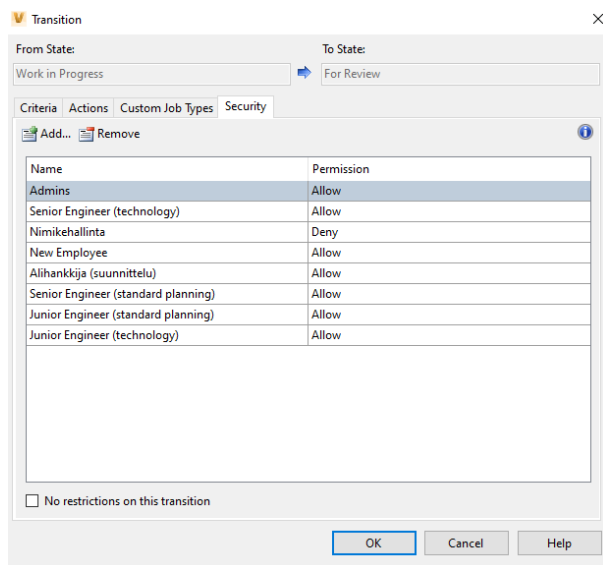 Transition
From State: To State:
Work in Progress For Review
Criteria Actions Custom Job Types Security
Add... Remove
Name Permission
Admins Allow
Senior Engineer (technology) Allow
Nimikehallinta Deny
New Employee Allow
Alihankkija (suunnittelu) Allow
Senior Engineer (standard planning) Allow
Junior Engineer (standard planning) Allow
Junior Engineer (technology) Allow
No restrictions on this transition
OK Cancel Help